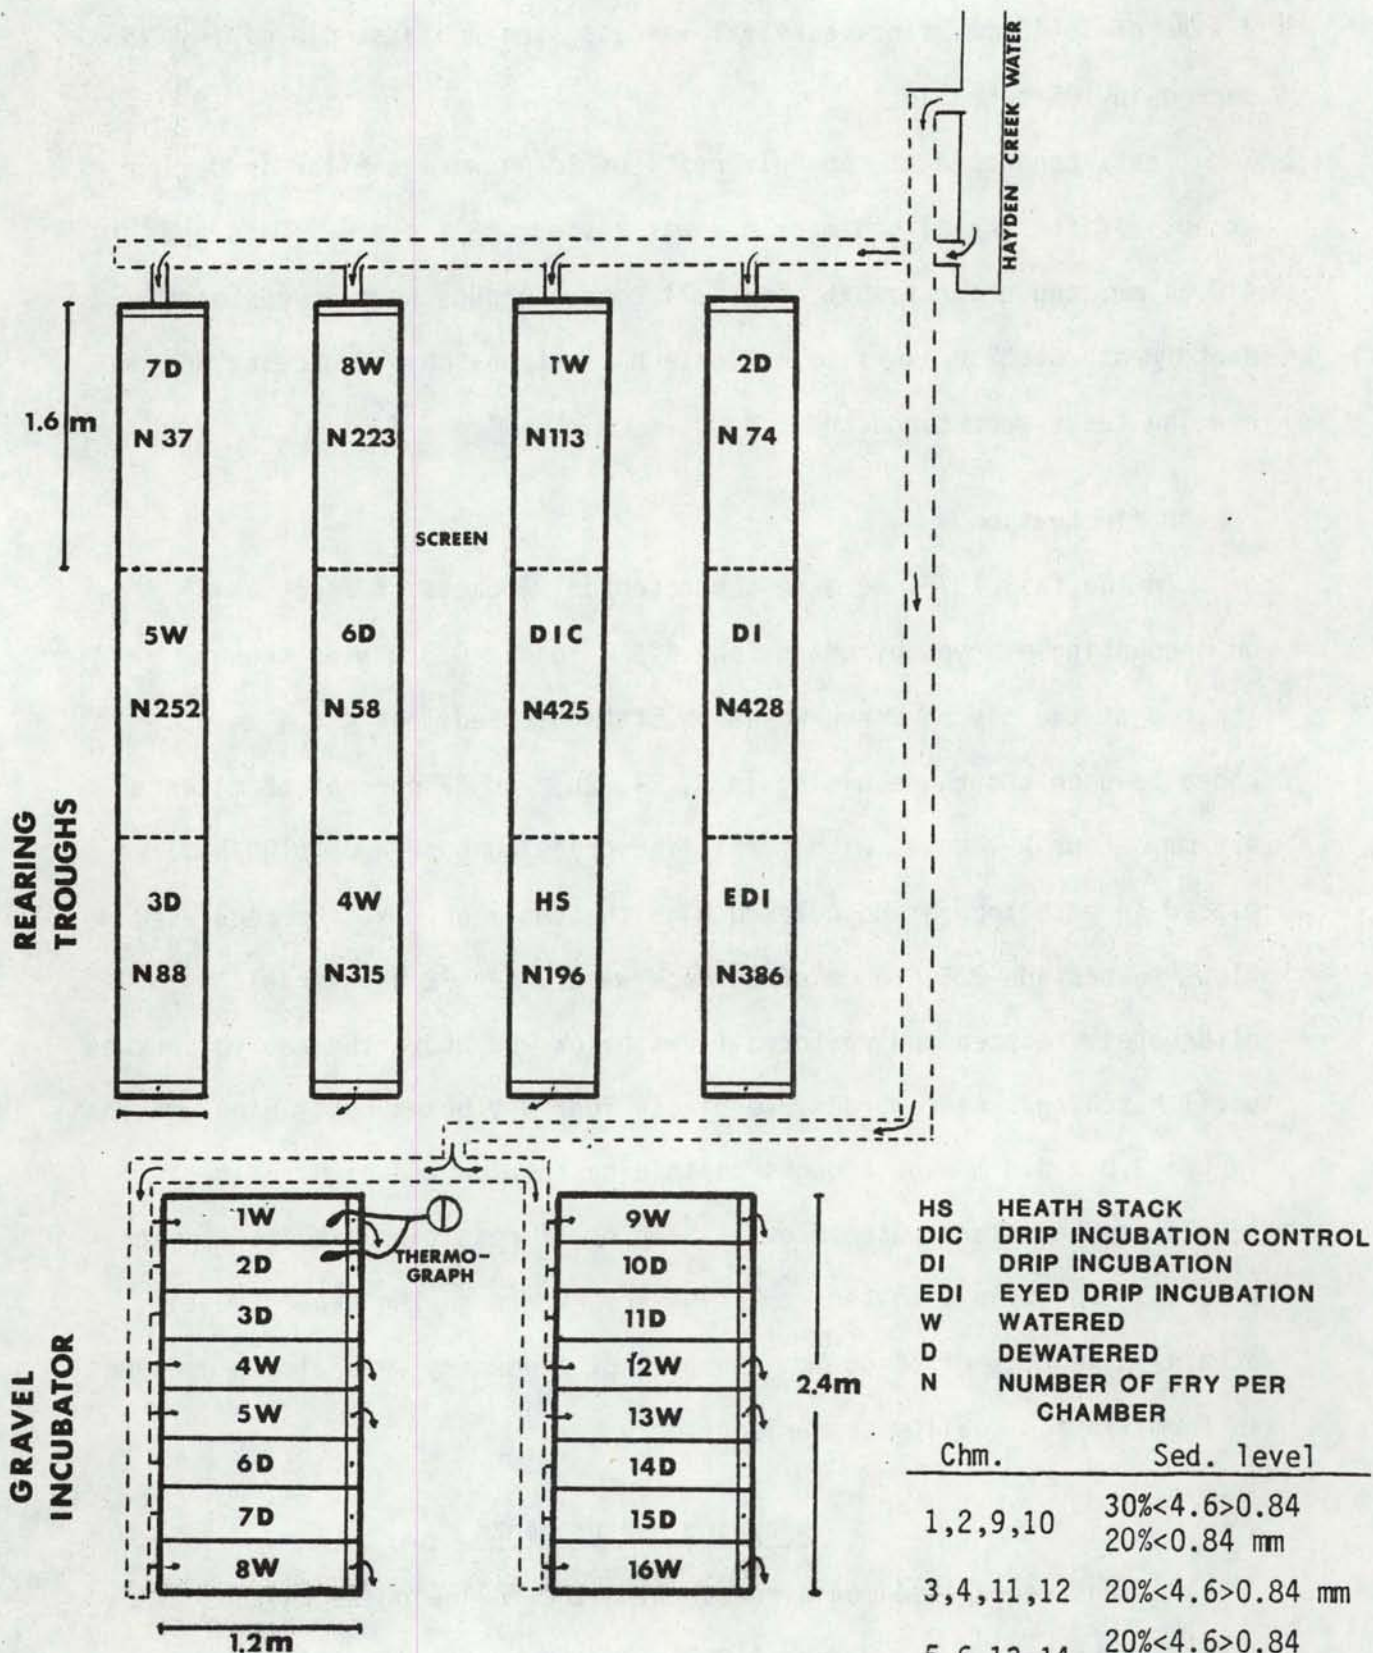 HAYDEN CREEK WATER
7D
N 37
8W
N223
1W
N113
2D
N 74
1.6 m
SCREEN
5W
N252
6D
N 58
DIC
N425
DI
N428
REARING
TROUGHS
3D
N88
4W
N315
HS
N196
EDI
N386
GRAVEL
INCUBATOR
1W
2D
3D
4W
5W
6D
7D
8W
THERMO-
GRAPH
9W
10D
11D
12W
13W
14D
15D
16W
1.2m
2.4m
HS HEATH STACK
DIC DRIP INCUBATION CONTROL
DI DRIP INCUBATION
EDI EYED DRIP INCUBATION
W WATERED
D DEWATERED
N NUMBER OF FRY PER
CHAMBER
Chm. Sed. level
1,2,9,10 30%<4.6>0.84
20%<0.84 mm
3,4,11,12 20%<4.6>0.84 mm
20%<4.6>0.84